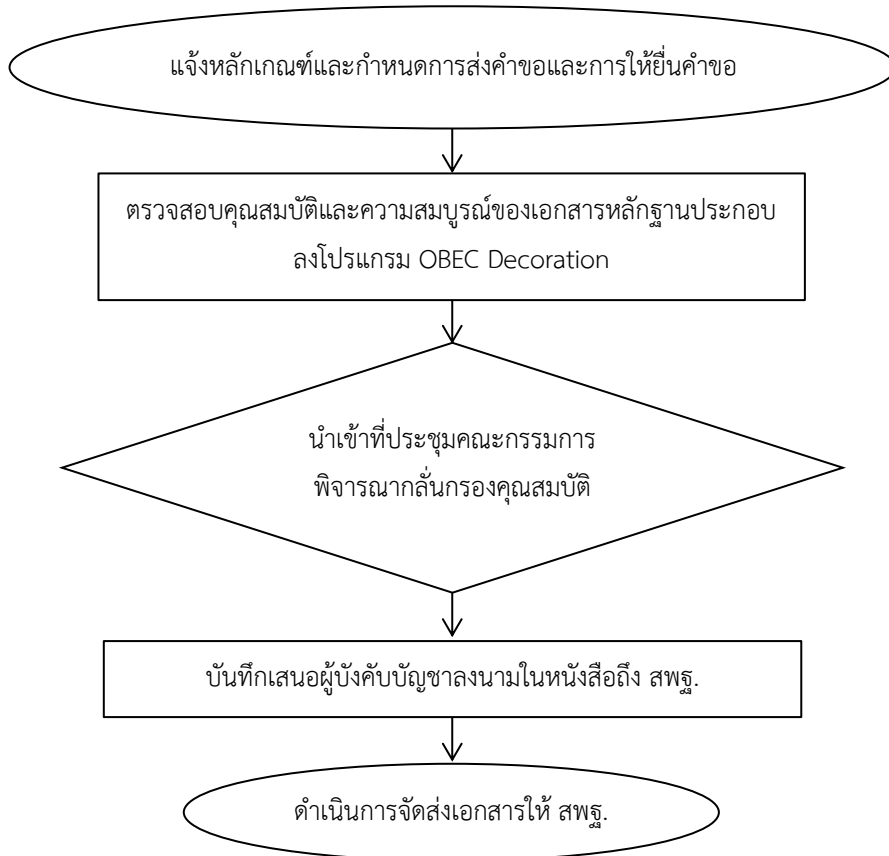 แจ้งหลักเกณฑ์และกำหนดการส่งคำขอและการให้ยื่นคำขอ
ตรวจสอบคุณสมบัติและความสมบูรณ์ของเอกสารหลักฐานประกอบ
ลงโปรแกรม OBEC Decoration
นำเข้าที่ประชุมคณะกรรมการ
พิจารณากลั่นกรองคุณสมบัติ
บันทึกเสนอผู้บังคับบัญชาลงนามในหนังสือถึง สพฐ.
ดำเนินการจัดส่งเอกสารให้ สพฐ.